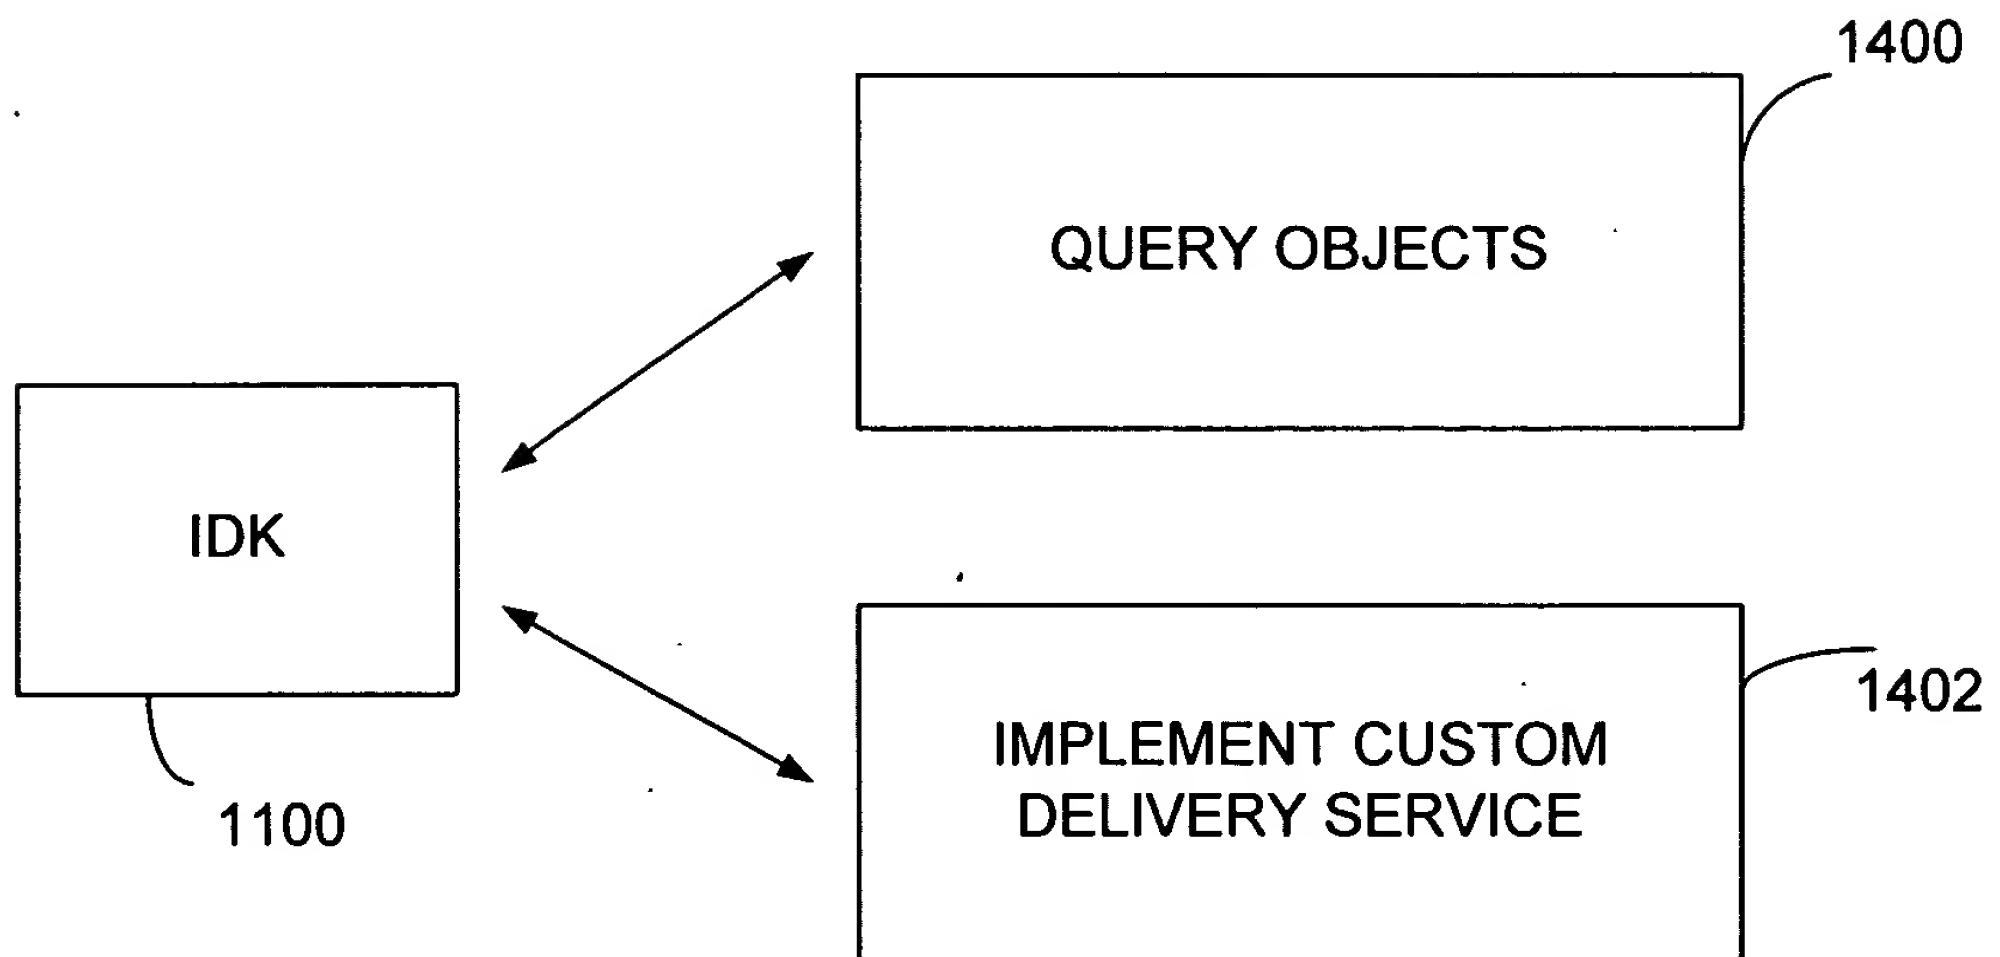 1400
QUERY OBJECTS
IDK
1402
IMPLEMENT CUSTOM
DELIVERY SERVICE
1100